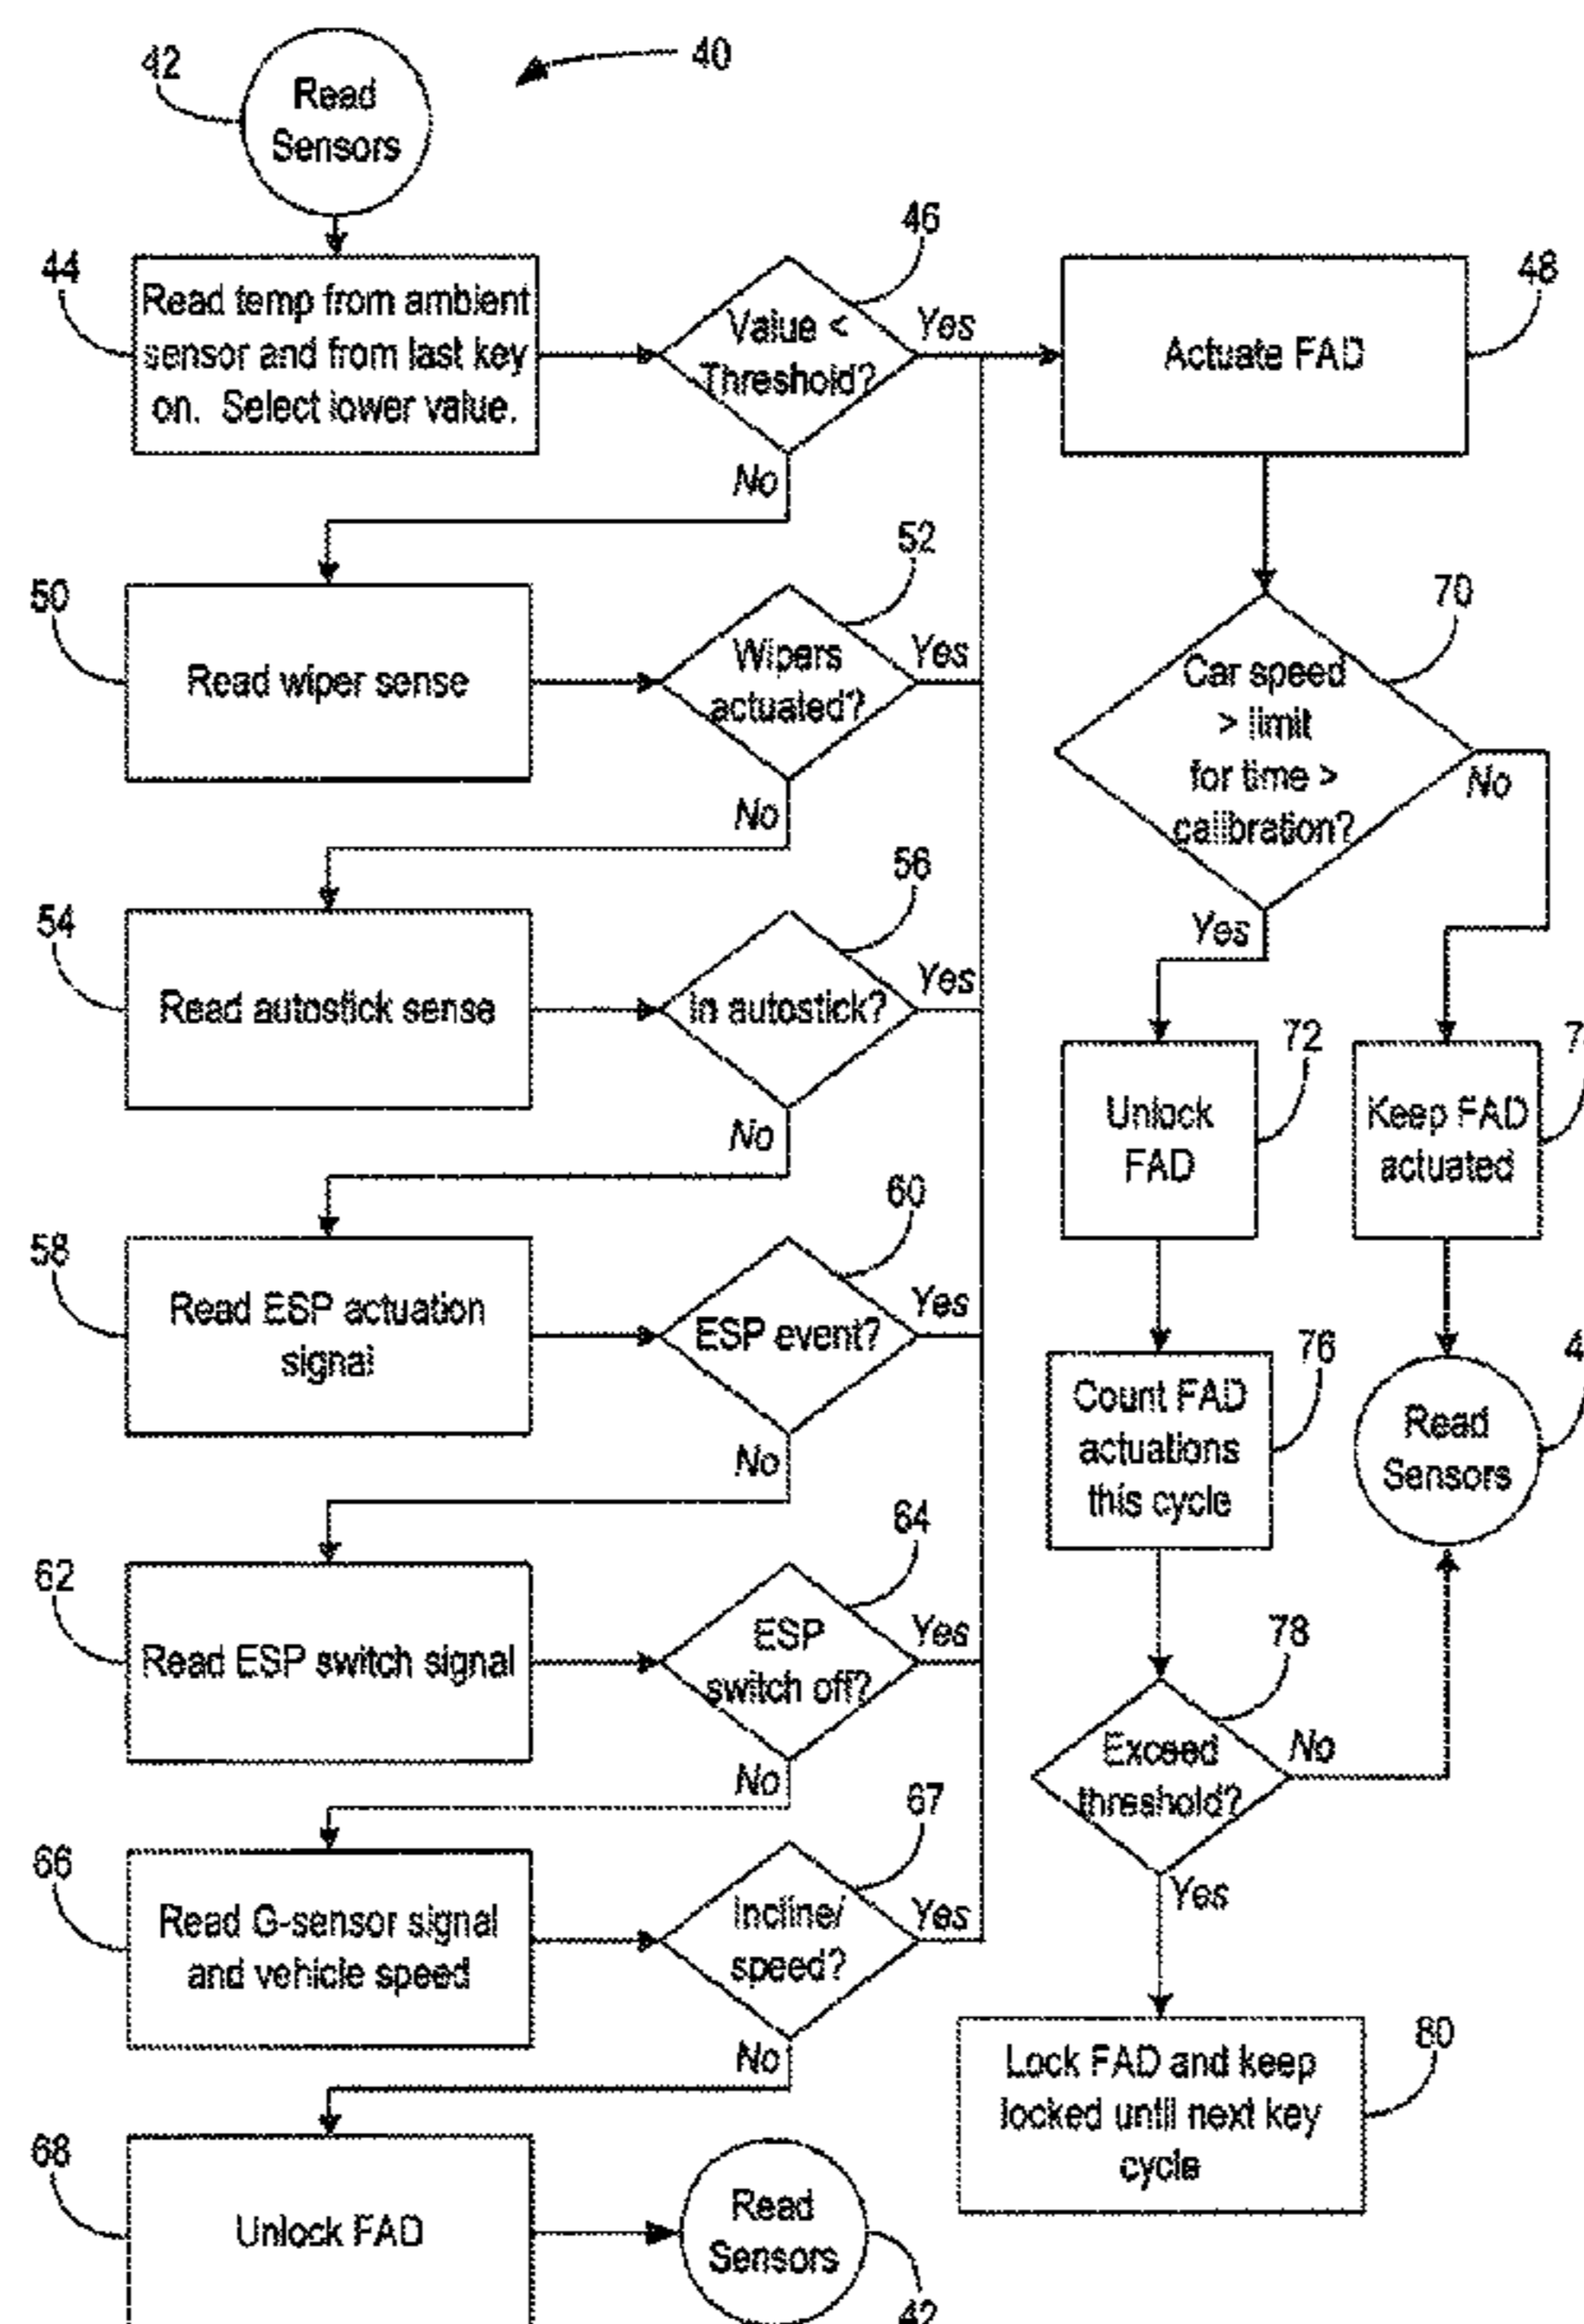 40
42
Read
Sensors
44
Read temp from ambient
sensor and from last key
on. Select lower value.
46
Value <
Threshold?
Yes
No
48
Actuate FAD
50
Read wiper sense
52
Wipers
actuated?
Yes
No
54
Read autostick sense
56
In autostick?
Yes
No
58
Read ESP actuation
signal
60
ESP event?
Yes
No
62
Read ESP switch signal
64
ESP
switch off?
Yes
No
66
Read G-sensor signal
and vehicle speed
67
Incline/
speed?
Yes
No
68
Unlock FAD
Read
Sensors
42
70
Car speed
> limit
for time >
calibration?
No
Yes
72
Unlock
FAD
Keep FAD
actuated
76
Count FAD
actuations
this cycle
Read
Sensors
78
Exceed
threshold?
No
Yes
80
Lock FAD and keep
locked until next key
cycle